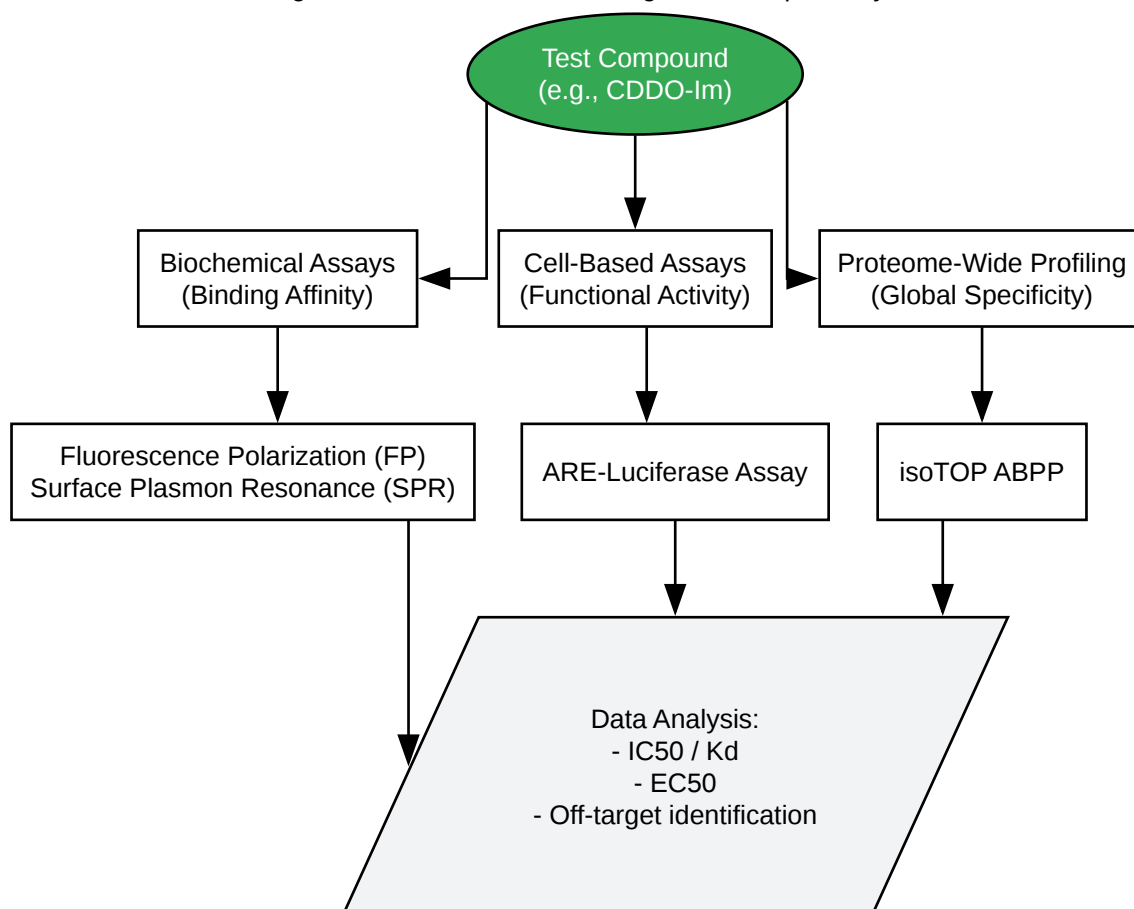 Test Compound
(e.g., CDDO-Im)
Biochemical Assays
(Binding Affinity)
Cell-Based Assays
(Functional Activity)
Proteome-Wide Profiling
(Global Specificity)
Fluorescence Polarization (FP)
Surface Plasmon Resonance (SPR)
ARE-Luciferase Assay
isoTOP ABPP
Data Analysis:
- IC50 / Kd
- EC50
- Off-target identification